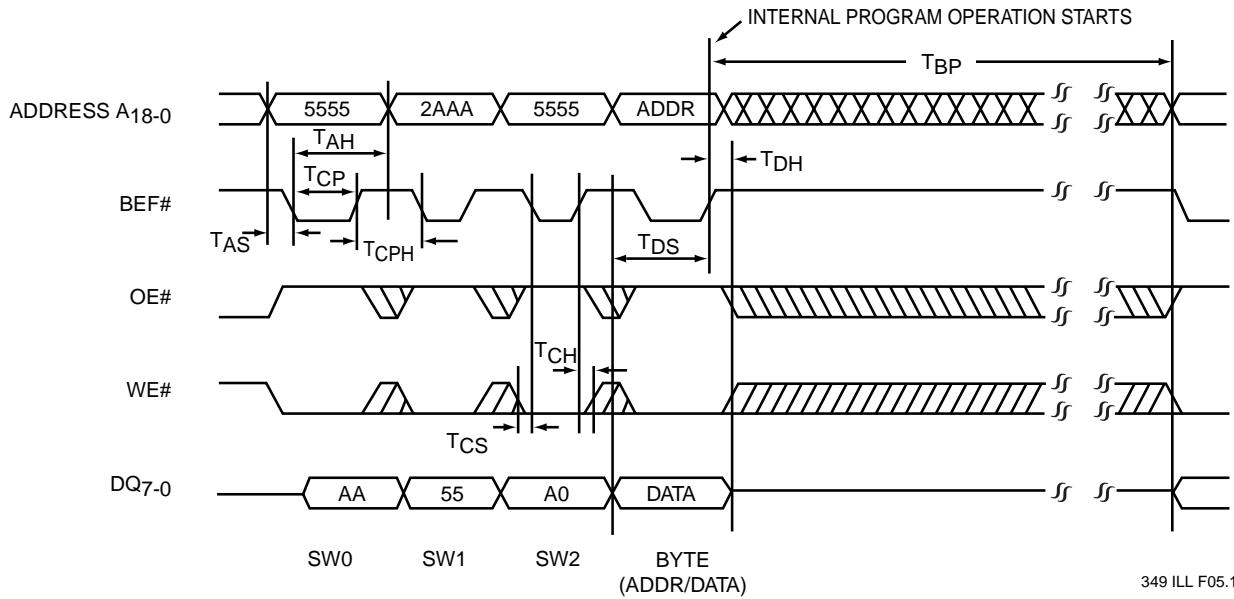 INTERNAL PROGRAM OPERATION STARTS
TBP
ADDRESS A18-0
5555
2AAA
5555
ADDR
TAH
TDH
TCP
BEF#
TAS
TCPH
TDS
OE#
TCH
WE#
TCS
DQ7-0
AA
55
A0
DATA
SW0
SW1
SW2
BYTE
(ADDR/DATA)
349 ILL F05.1